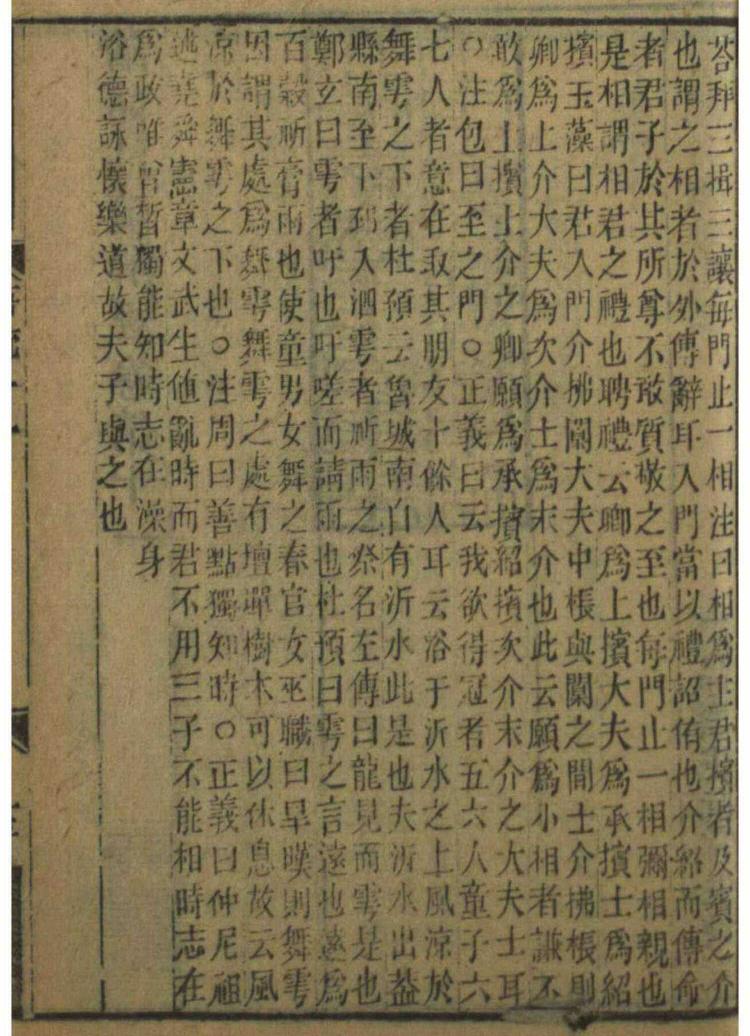 荅拜三揖三讓每門止一相注曰相爲主君擯者及賓之介
也謂之相者於外傳辭耳入門當以禮詔侑也介紹而傳命
者君子於其所尊不敢質敬之至也每門止一相彌相親也
是相謂相君之禮也聘禮云卿爲上擯大夫爲承擯士爲紹
擯玉藻曰君入門介拂闑大夫中棖與闑之間士介拂棖則
卿爲上介大夫爲次介士爲末介也此云願爲小相者謙不
敢爲上擯上介之卿願爲承擯紹擯次介末介之大夫士耳
○注包曰至之門○正義曰云我欲得冠者五六人童子六
七人者意在取其朋友十餘人耳云浴于沂水之上風涼於
舞雩之下者杜預云魯城南自有沂水此是也夫沂水出蓋
縣南至下邳入泗雩者祈雨之祭名左傳曰龍見而雩是也
鄭玄曰雩者吁也吁嗟而請雨也杜預曰雩之言遠也遠爲
百穀祈膏雨也使童男女舞之春官女巫職曰旱暵則舞雩
因謂其處爲舞雩舞雩之處有壇墠樹木可以休息故云風
涼於舞雩之下也○注周曰善點獨知時○正義曰仲尼祖
述堯舜憲章文武生値亂時而君不用三子不能相時志在
爲政唯曾晳獨能知時志在澡身
浴德詠懷樂道故夫子與之也